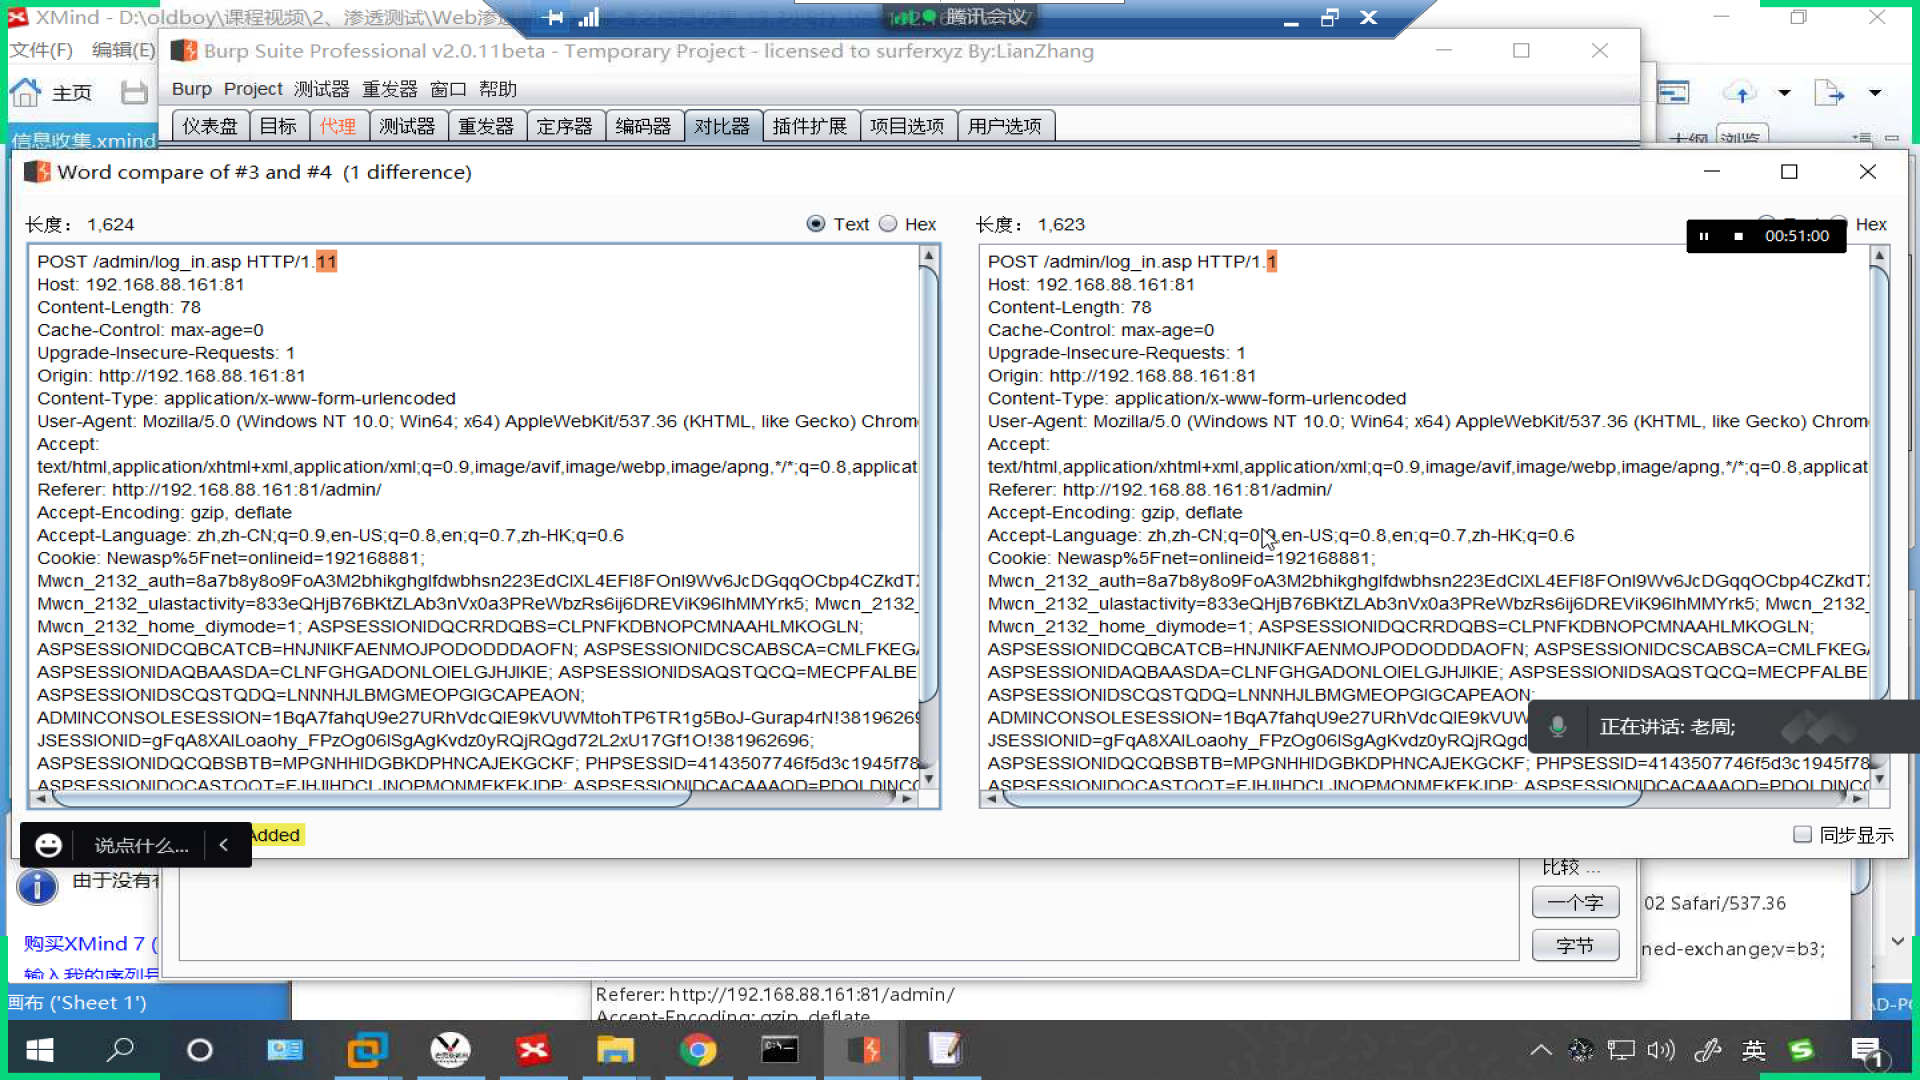 XMind - D:\oldboy\课程视频\2、渗透测试\Web渗
腾讯会议
文件(F) 编辑(E)
Burp Suite Professional v2.0.11beta - Temporary Project - licensed to surferxyz By:LianZhang
主页
Burp Project 测试器 重发器 窗口 帮助
仪表盘 目标 代理 测试器 重发器 定序器 编码器 对比器 插件扩展 项目选项 用户选项
信息收集.xmind
大纲 浏览
Word compare of #3 and #4 (1 difference)
长度： 1,624 Text Hex
长度： 1,623 Hex
00:51:00
POST /admin/log_in.asp HTTP/1.11
Host: 192.168.88.161:81
Content-Length: 78
Cache-Control: max-age=0
Upgrade-Insecure-Requests: 1
Origin: http://192.168.88.161:81
Content-Type: application/x-www-form-urlencoded
User-Agent: Mozilla/5.0 (Windows NT 10.0; Win64; x64) AppleWebKit/537.36 (KHTML, like Gecko) Chrom
Accept:
text/html,application/xhtml+xml,application/xml;q=0.9,image/avif,image/webp,image/apng,*/*;q=0.8,applicat
Referer: http://192.168.88.161:81/admin/
Accept-Encoding: gzip, deflate
Accept-Language: zh,zh-CN;q=0.9,en-US;q=0.8,en;q=0.7,zh-HK;q=0.6
Cookie: Newasp%5Fnet=onlineid=192168881;
Mwcn_2132_auth=8a7b8y8o9FoA3M2bhikghglfdwbhsn223EdClXL4EFl8FOnl9Wv6JcDGqqOCbp4CZkdT
Mwcn_2132_ulastactivity=833eQHjB76BKtZLAb3nVx0a3PReWbzRs6ij6DREViK96lhMMYrk5; Mwcn_2132_
Mwcn_2132_home_diymode=1; ASPSESSIONIDQCRRDQBS=CLPNFKDBNOPCMNAAHLMKOGLN;
ASPSESSIONIDCQBCATCB=HNJNIKFAENMOJPODODDDAOFN; ASPSESSIONIDCSCABSCA=CMLFKEG
ASPSESSIONIDAQBAASDA=CLNFGHGADONLOIELGJHJIKIE; ASPSESSIONIDSAQSTQCQ=MECPFALBE
ASPSESSIONIDSCQSTQDQ=LNNNHJLBMGMEOPGIGCAPEAON;
ADMINCONSOLESESSION=1BqA7fahqU9e27URhVdcQlE9kVUWMtohTP6TR1g5BoJ-Gurap4rN!38196269
JSESSIONID=gFqA8XAlLoaohy_FPzOg06lSgAgKvdz0yRQjRQgd72L2xU17Gf1O!381962696;
ASPSESSIONIDQCQBSBTB=MPGNHHIDGBKDPHNCAJEKGCKF; PHPSESSID=4143507746f5d3c1945f78
ASPSESSIONIDQCASTQQT=EJHJIHDCLJNOPMONMFKEKJDP; ASPSESSIONIDCACAAAQD=PDOLDINCO
POST /admin/log_in.asp HTTP/1.1
Host: 192.168.88.161:81
Content-Length: 78
Cache-Control: max-age=0
Upgrade-Insecure-Requests: 1
Origin: http://192.168.88.161:81
Content-Type: application/x-www-form-urlencoded
User-Agent: Mozilla/5.0 (Windows NT 10.0; Win64; x64) AppleWebKit/537.36 (KHTML, like Gecko) Chrom
Accept:
text/html,application/xhtml+xml,application/xml;q=0.9,image/avif,image/webp,image/apng,*/*;q=0.8,applicat
Referer: http://192.168.88.161:81/admin/
Accept-Encoding: gzip, deflate
Accept-Language: zh,zh-CN;q=0.9,en-US;q=0.8,en;q=0.7,zh-HK;q=0.6
Cookie: Newasp%5Fnet=onlineid=192168881;
Mwcn_2132_auth=8a7b8y8o9FoA3M2bhikghglfdwbhsn223EdClXL4EFl8FOnl9Wv6JcDGqqOCbp4CZkdT
Mwcn_2132_ulastactivity=833eQHjB76BKtZLAb3nVx0a3PReWbzRs6ij6DREViK96lhMMYrk5; Mwcn_2132_
Mwcn_2132_home_diymode=1; ASPSESSIONIDQCRRDQBS=CLPNFKDBNOPCMNAAHLMKOGLN;
ASPSESSIONIDCQBCATCB=HNJNIKFAENMOJPODODDDAOFN; ASPSESSIONIDCSCABSCA=CMLFKEG
ASPSESSIONIDAQBAASDA=CLNFGHGADONLOIELGJHJIKIE; ASPSESSIONIDSAQSTQCQ=MECPFALBE
ASPSESSIONIDSCQSTQDQ=LNNNHJLBMGMEOPGIGCAPEAON;
ADMINCONSOLESESSION=1BqA7fahqU9e27URhVdcQlE9kVUW
JSESSIONID=gFqA8XAlLoaohy_FPzOg06lSgAgKvdz0yRQjRQgd
ASPSESSIONIDQCQBSBTB=MPGNHHIDGBKDPHNCAJEKGCKF; PHPSESSID=4143507746f5d3c1945f78
ASPSESSIONIDQCASTQQT=EJHJIHDCLJNOPMONMFKEKJDP; ASPSESSIONIDCACAAAQD=PDOLDINCO
正在讲话: 老周;
说点什么...
Added
同步显示
由于没有
比较 ...
一个字
字节
02 Safari/537.36
ned-exchange;v=b3;
购买XMind 7 (
输入我的序列号
画布 ('Sheet 1')
Referer: http://192.168.88.161:81/admin/
Accept-Encoding: gzip, deflate
AD-P
英
1